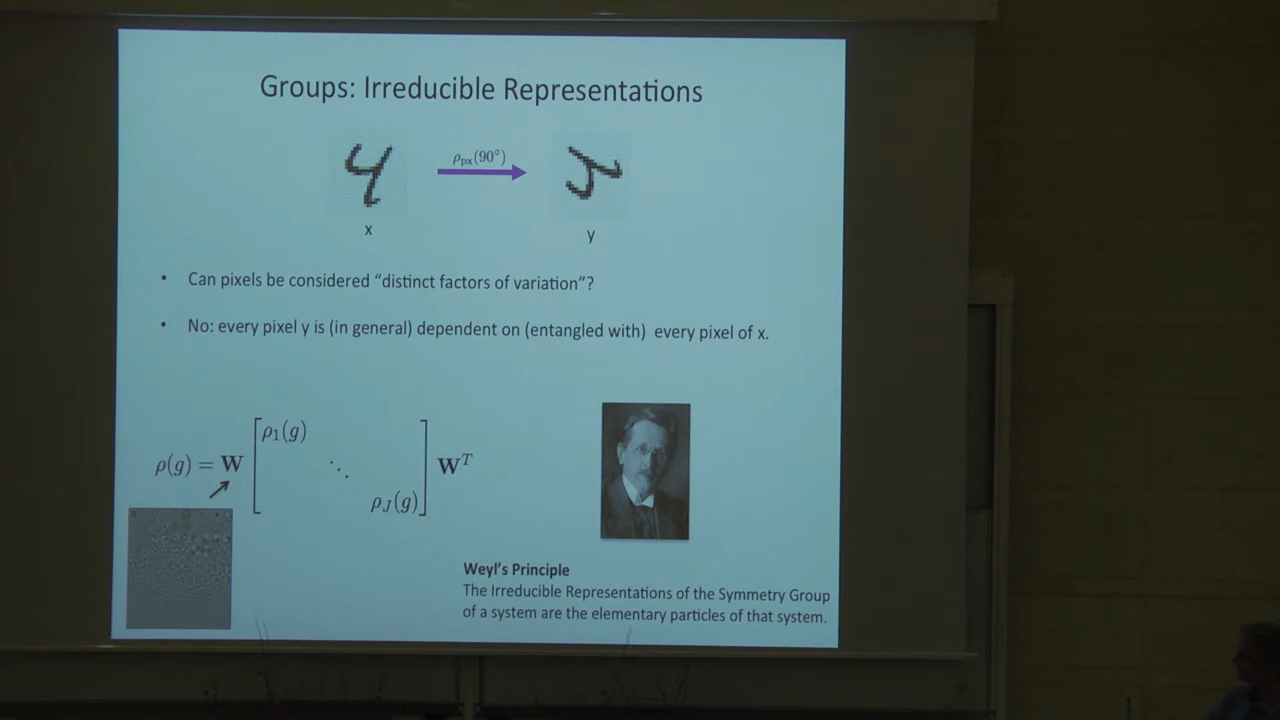 Groups: Irreducible Representations
ρpx(90°)
x
y
• Can pixels be considered “distinct factors of variation”?
• No: every pixel y is (in general) dependent on (entangled with) every pixel of x.
ρ(g) = W [ρ1(g) ⋱ ρJ(g)] W^T
Weyl’s Principle
The Irreducible Representations of the Symmetry Group
of a system are the elementary particles of that system.